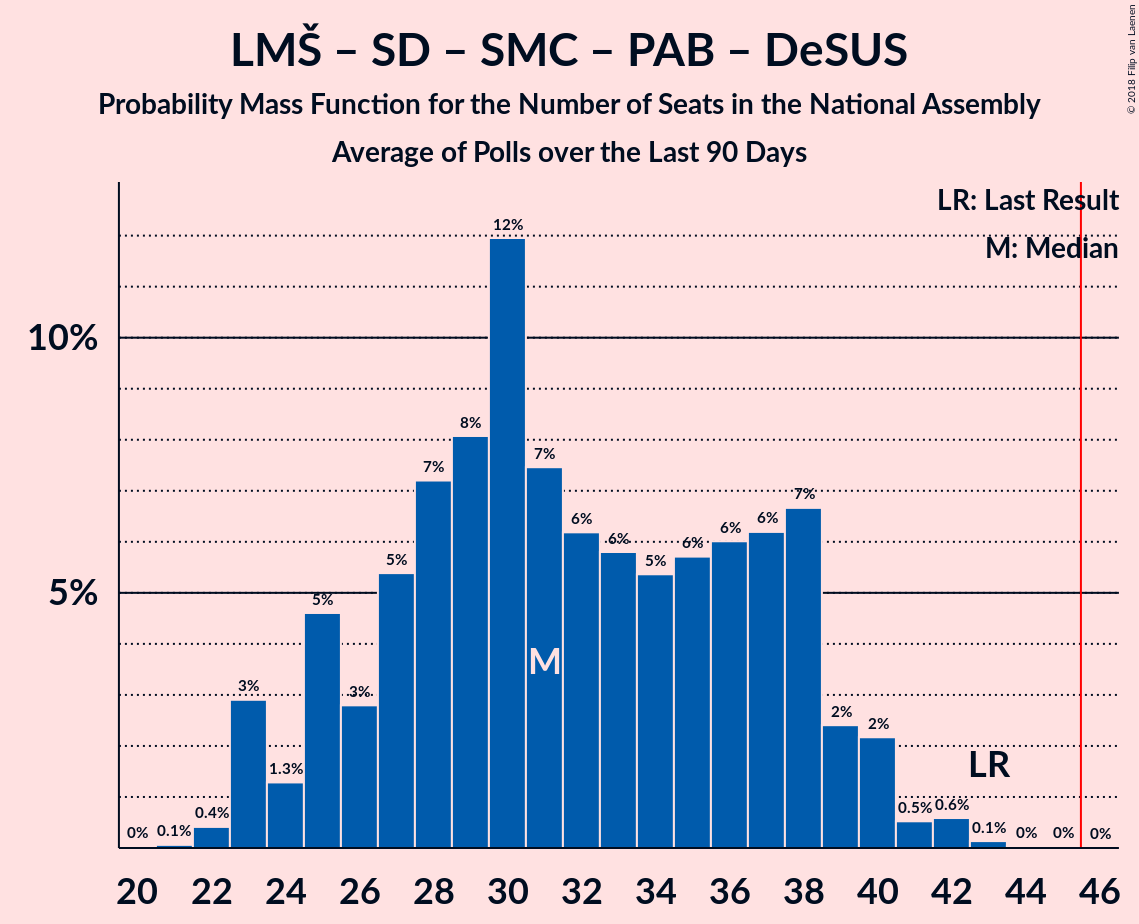 LMŠ – SD – SMC – PAB – DeSUS
Probability Mass Function for the Number of Seats in the National Assembly
Average of Polls over the Last 90 Days
© 2018 Filip van Laenen
LR: Last Result
M: Median
10%
5%
0% 0.1% 0.4% 3% 1.3% 5% 3% 5% 7% 8% 12% 7% 6% 6% 5% 6% 6% 6% 7% 2% 2% 0.5% 0.6% 0.1% 0% 0% 0%
M
LR
20 22 24 26 28 30 32 34 36 38 40 42 44 46